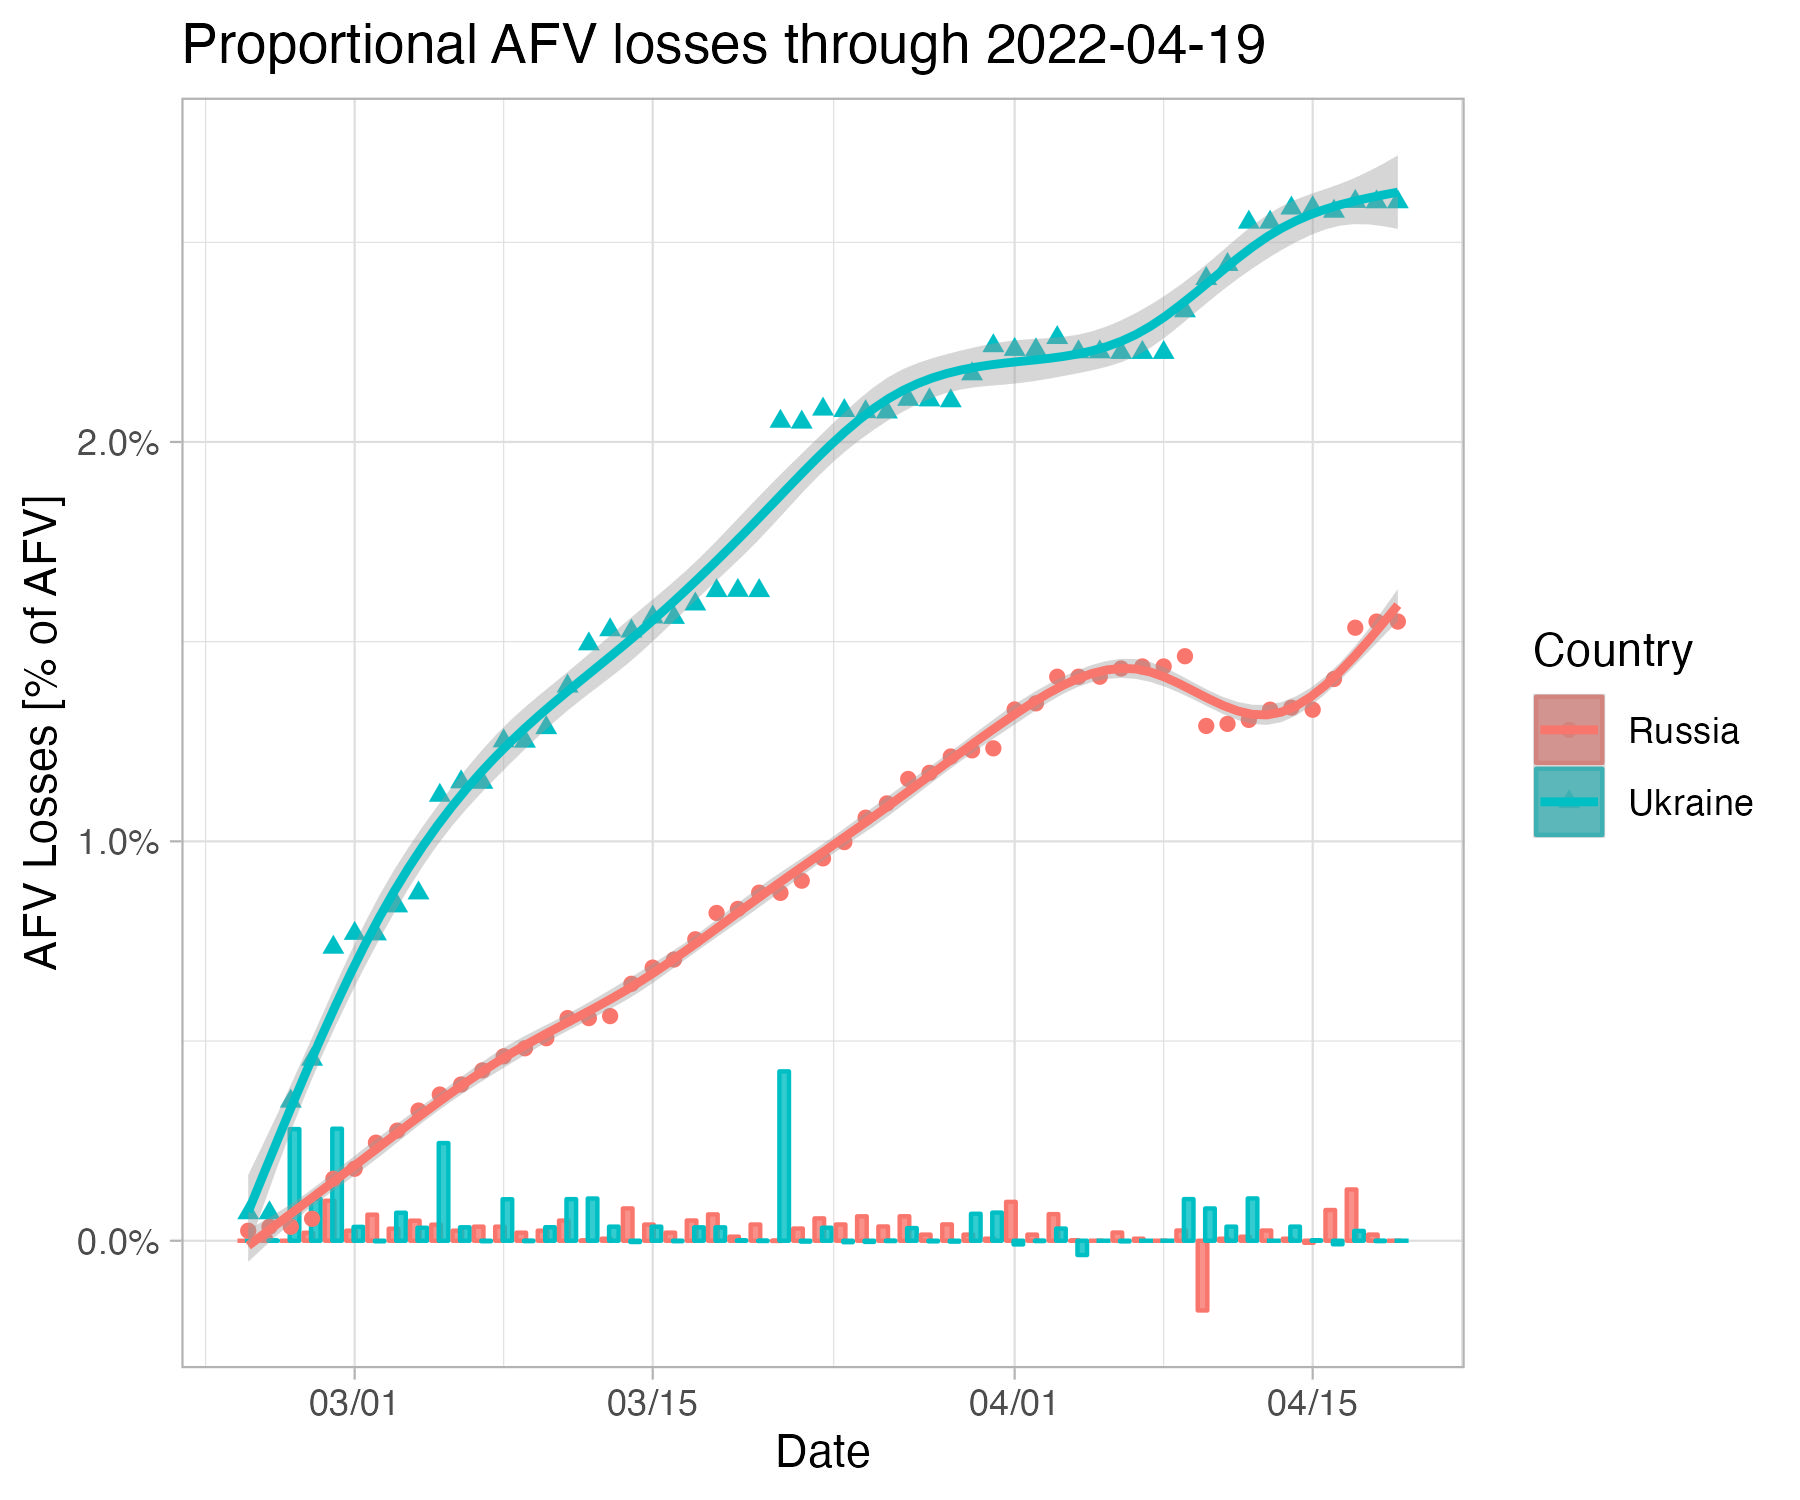 Proportional AFV losses through 2022-04-19
AFV Losses [% of AFV]
2.0%
1.0%
0.0%
03/01
03/15
04/01
04/15
Date
Country
Russia
Ukraine